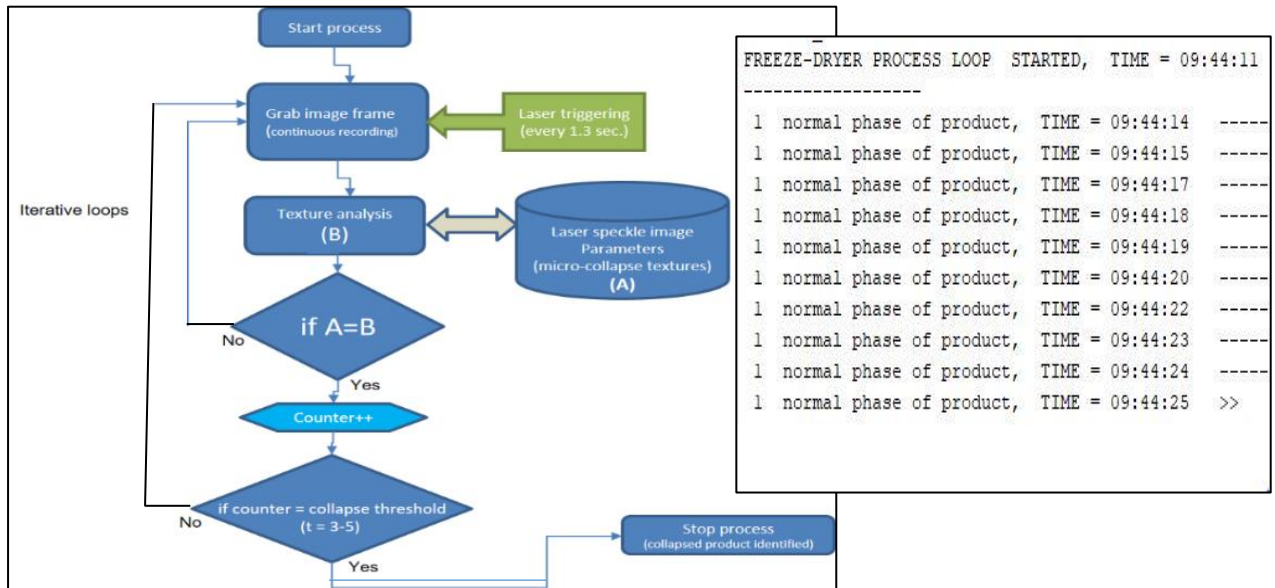 Start process
Grab image frame
(continuous recording)
Laser triggering
(every 1.3 sec.)
Iterative loops
Texture analysis
(B)
Laser speckle image
Parameters
(micro-collapse textures)
(A)
if A=B
No
Yes
Counter++
if counter = collapse threshold
(t = 3-5)
No
Yes
Stop process
(collapsed product identified)
FREEZE-DRYER PROCESS LOOP STARTED, TIME = 09:44:11
------------------
1 normal phase of product, TIME = 09:44:14 -----
1 normal phase of product, TIME = 09:44:15 -----
1 normal phase of product, TIME = 09:44:17 -----
1 normal phase of product, TIME = 09:44:18 -----
1 normal phase of product, TIME = 09:44:19 -----
1 normal phase of product, TIME = 09:44:20 -----
1 normal phase of product, TIME = 09:44:22 -----
1 normal phase of product, TIME = 09:44:23 -----
1 normal phase of product, TIME = 09:44:24 -----
1 normal phase of product, TIME = 09:44:25 >>